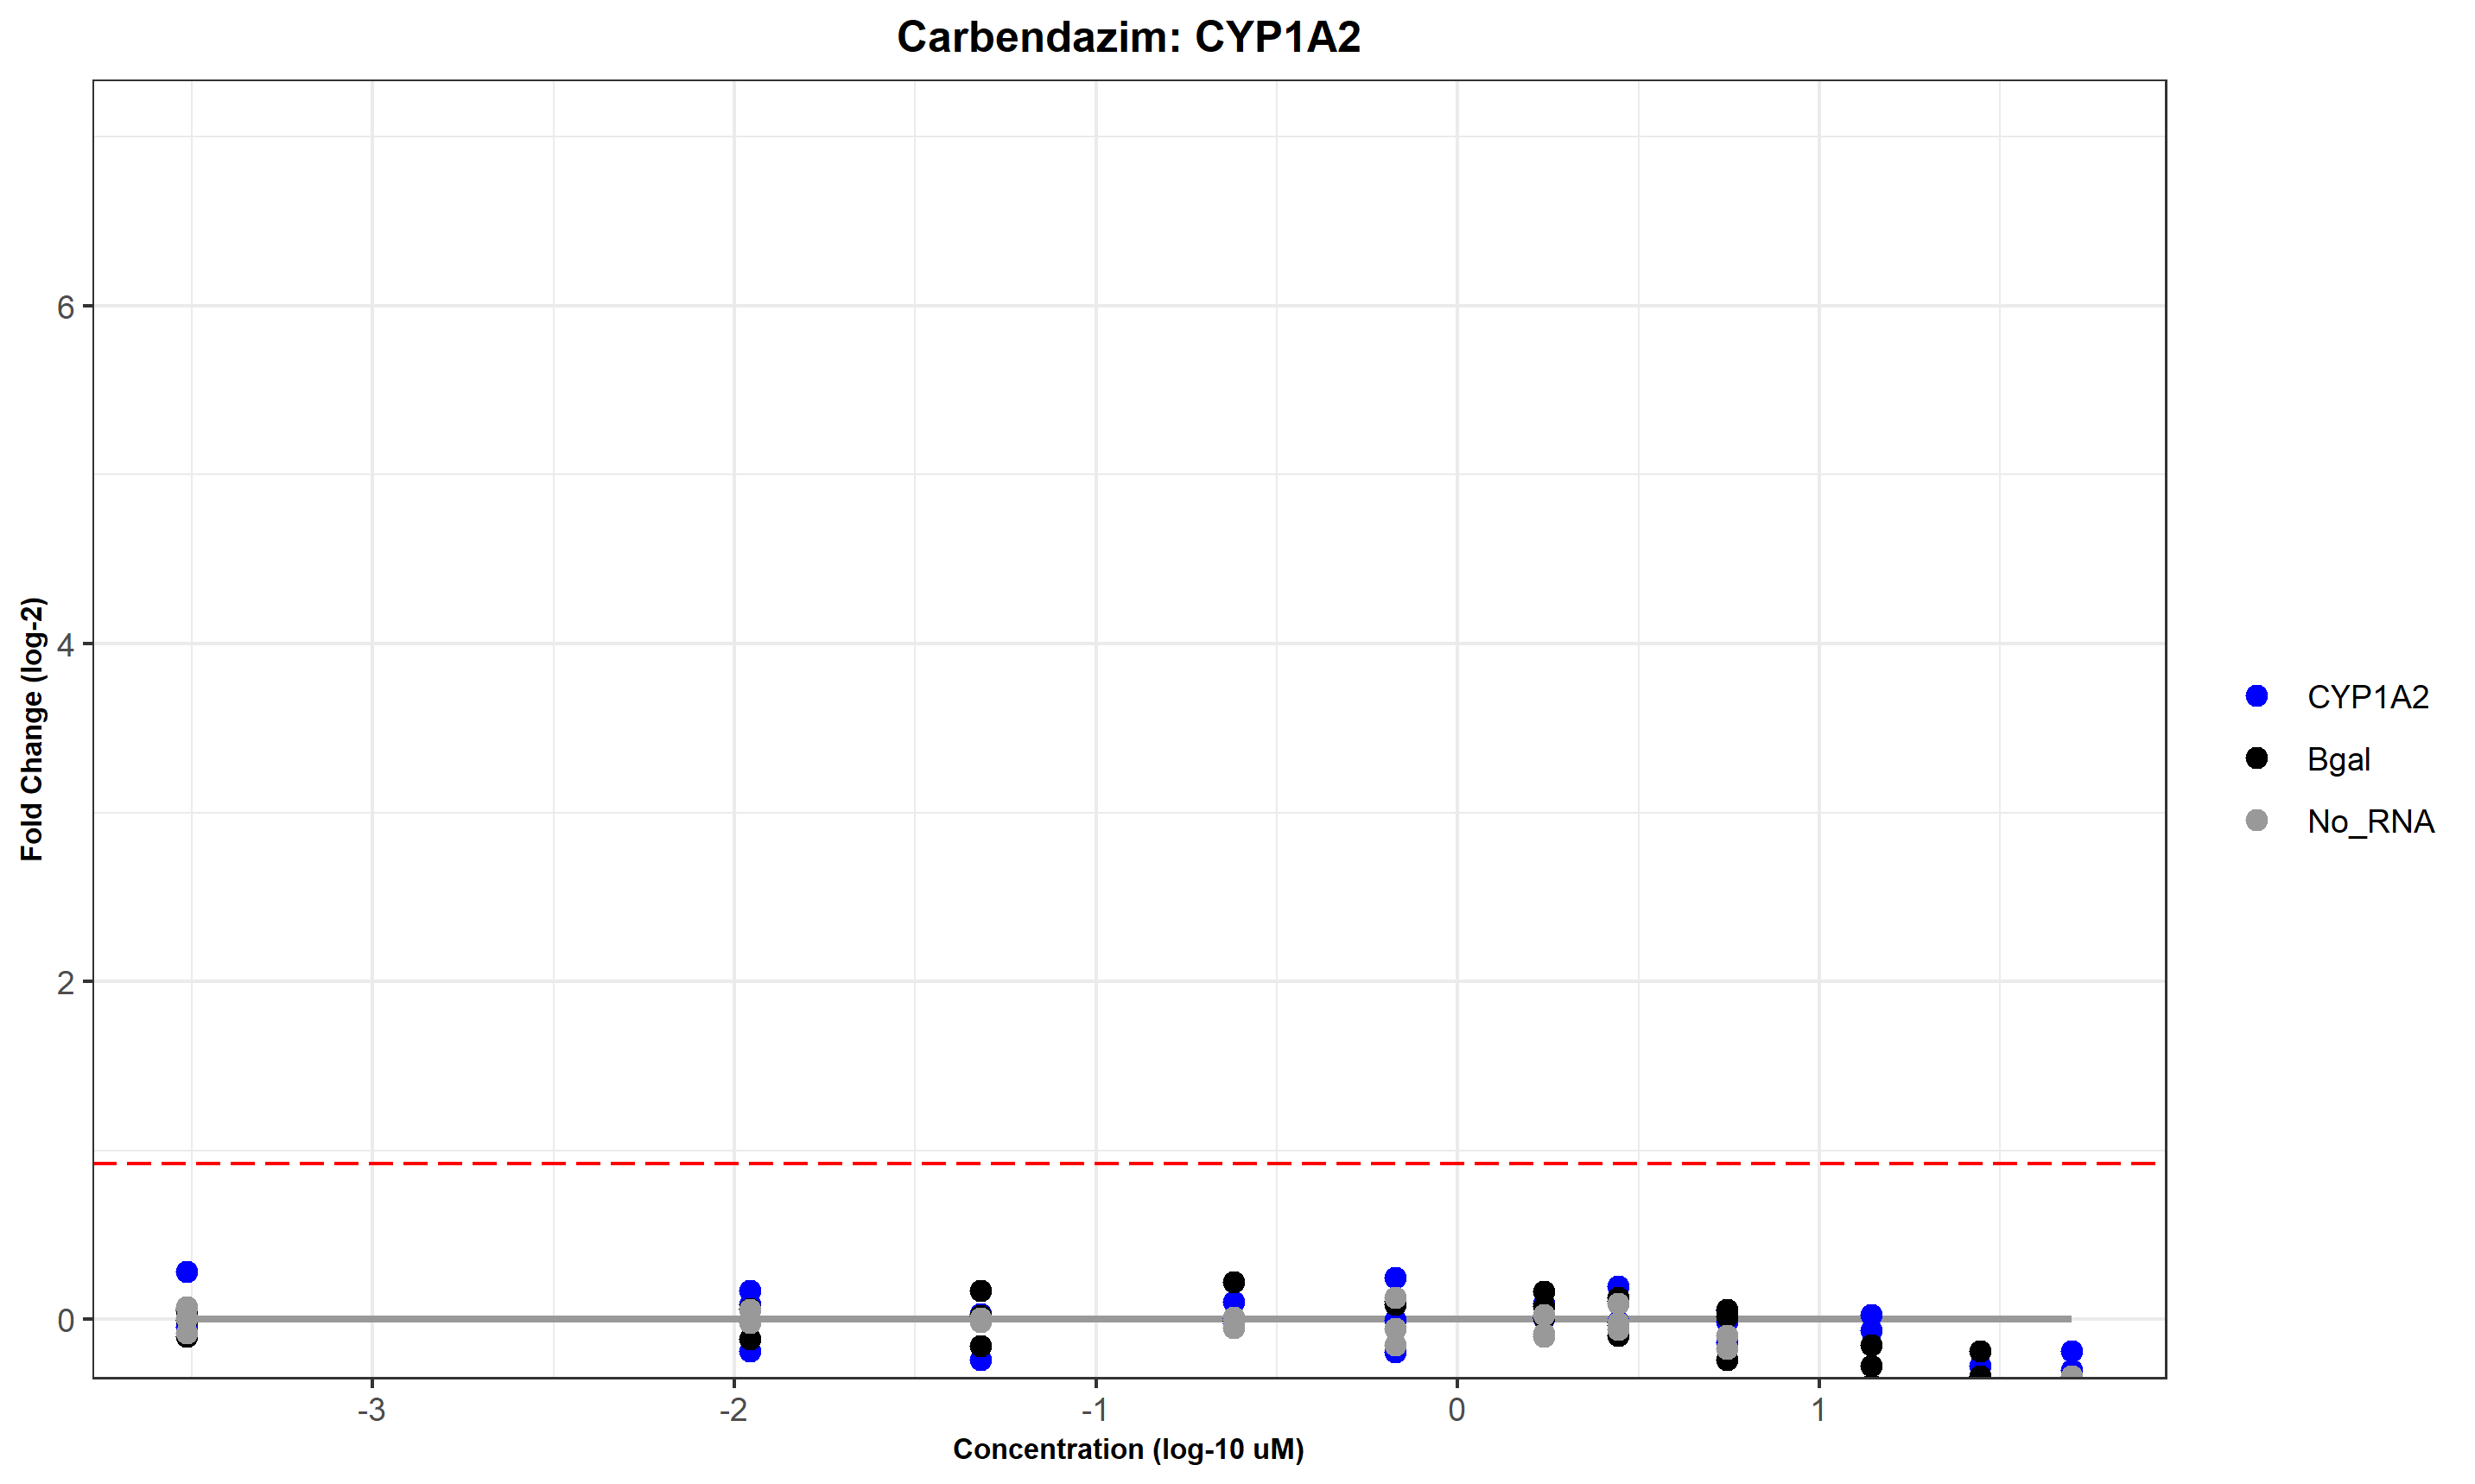 Carbendazim: CYP1A2
Fold Change (log-2)
6
4
2
0
-3
-2
-1
0
1
Concentration (log-10 uM)
CYP1A2
Bgal
No_RNA